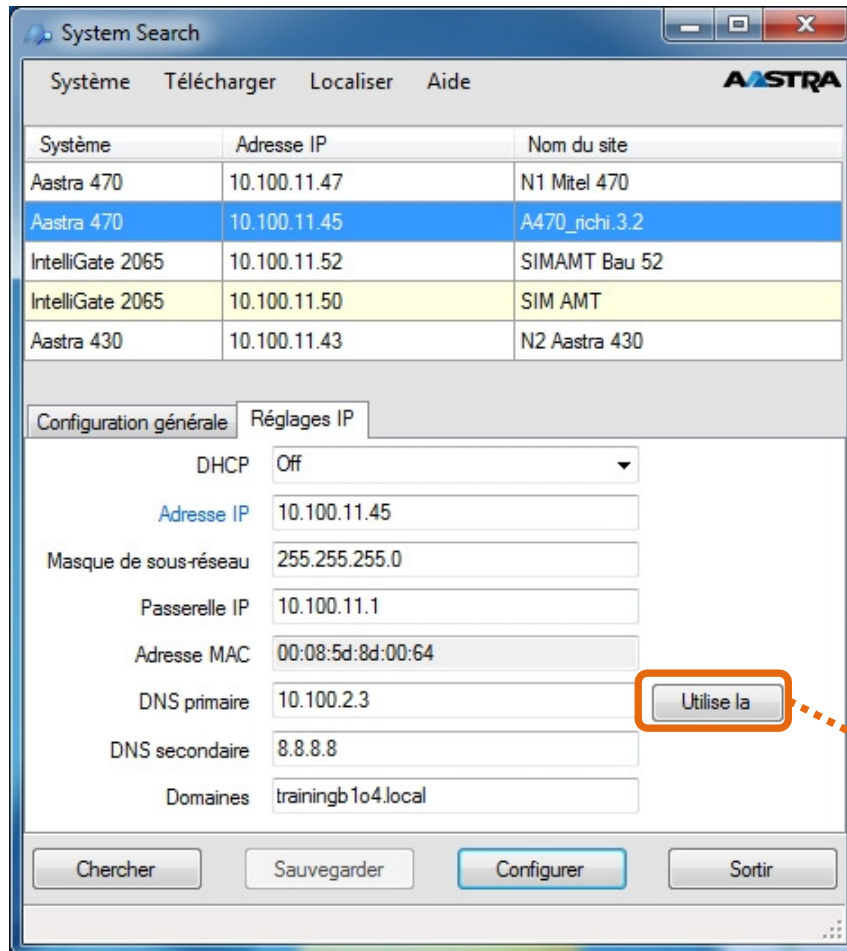 System Search
Système Télécharger Localiser Aide AASTRA
Système Adresse IP Nom du site
Aastra 470 10.100.11.47 N1 Mitel 470
Aastra 470 10.100.11.45 A470_richi.3.2
IntelliGate 2065 10.100.11.52 SIMAMT Bau 52
IntelliGate 2065 10.100.11.50 SIM AMT
Aastra 430 10.100.11.43 N2 Aastra 430
Configuration générale Réglages IP
DHCP Off
Adresse IP 10.100.11.45
Masque de sous-réseau 255.255.255.0
Passerelle IP 10.100.11.1
Adresse MAC 00:08:5d:8d:00:64
DNS primaire 10.100.2.3 Utilise la
DNS secondaire 8.8.8.8
Domaines trainingb1o4.local
Chercher Sauvegarder Configurer Sortir